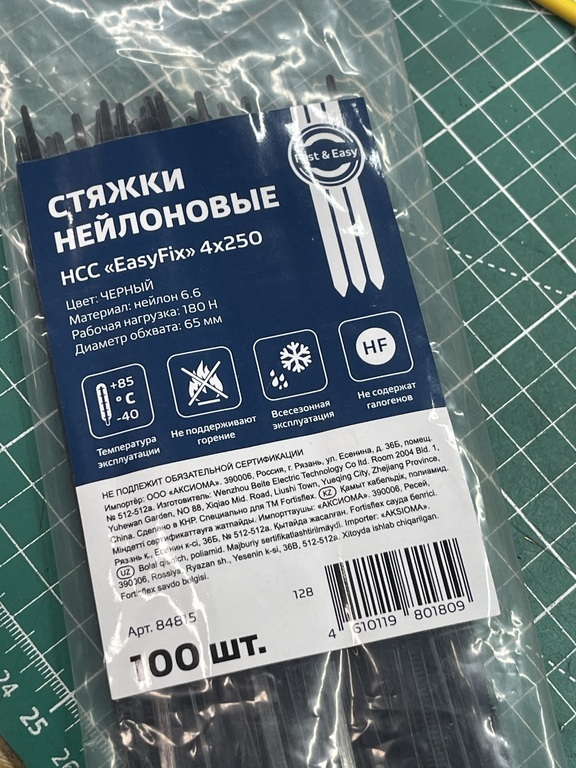 Fast & Easy
СТЯЖКИ
НЕЙЛОНОВЫЕ
НСС «EasyFix» 4x250
Цвет: ЧЕРНЫЙ
Материал: нейлон 6.6
Рабочая нагрузка: 180 Н
Диаметр обхвата: 65 мм
+85
° C
-40
HF
Температура
эксплуатации
Не поддерживают
горение
Всесезонная
эксплуатация
Не содержат
галогенов
НЕ ПОДЛЕЖИТ ОБЯЗАТЕЛЬНОЙ СЕРТИФИКАЦИИ
Импортёр: ООО «АКСИОМА», 390006, Россия, г. Рязань, ул. Есенина, д. 36Б, помещ.
№ 512-512а. Изготовитель: Wenzhou Beite Electric Technology Co ltd. Room 2004 Bld. 1,
Yuhewan Garden, NO 88, Xiqiao Mid. Road, Liushi Town, Yueqing City, Zhejiang Province,
China. Сделано в КНР. Специально для ТМ Fortisflex. KZ Қамыт кабельдік, полиамид.
Міндетті сертификаттауға жатпайды. Импорттаушы: «АКСИОМА», 390006, Ресей,
Рязань к., Есенин к-сі, 36Б, № 512-512а. Қытайда жасалған. Fortisflex сауда белгісі.
UZ Bolai qisqich, poliamid. Majburiy sertifikatlashtirilmaydi. Importer: «AKSIOMA»,
390006, Rossiya, Ryazan sh., Yesenin k-si, 36B, 512-512a. Xitoyda ishlab chiqarilgan.
Fortisflex savdo belgisi.
128
Арт. 84815
4 610119 801809
100 шт.
24
25
26